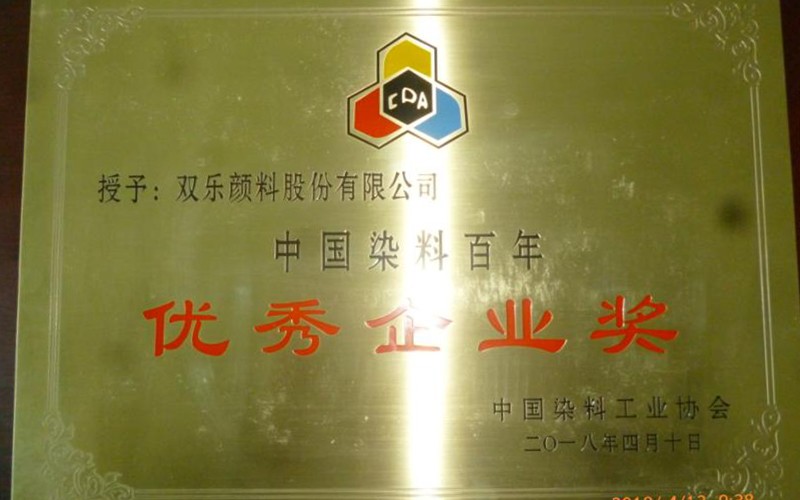 CDA
授予：双乐颜料股份有限公司
中国染料百年
优秀企业奖
中国染料工业协会
二〇一八年四月十日